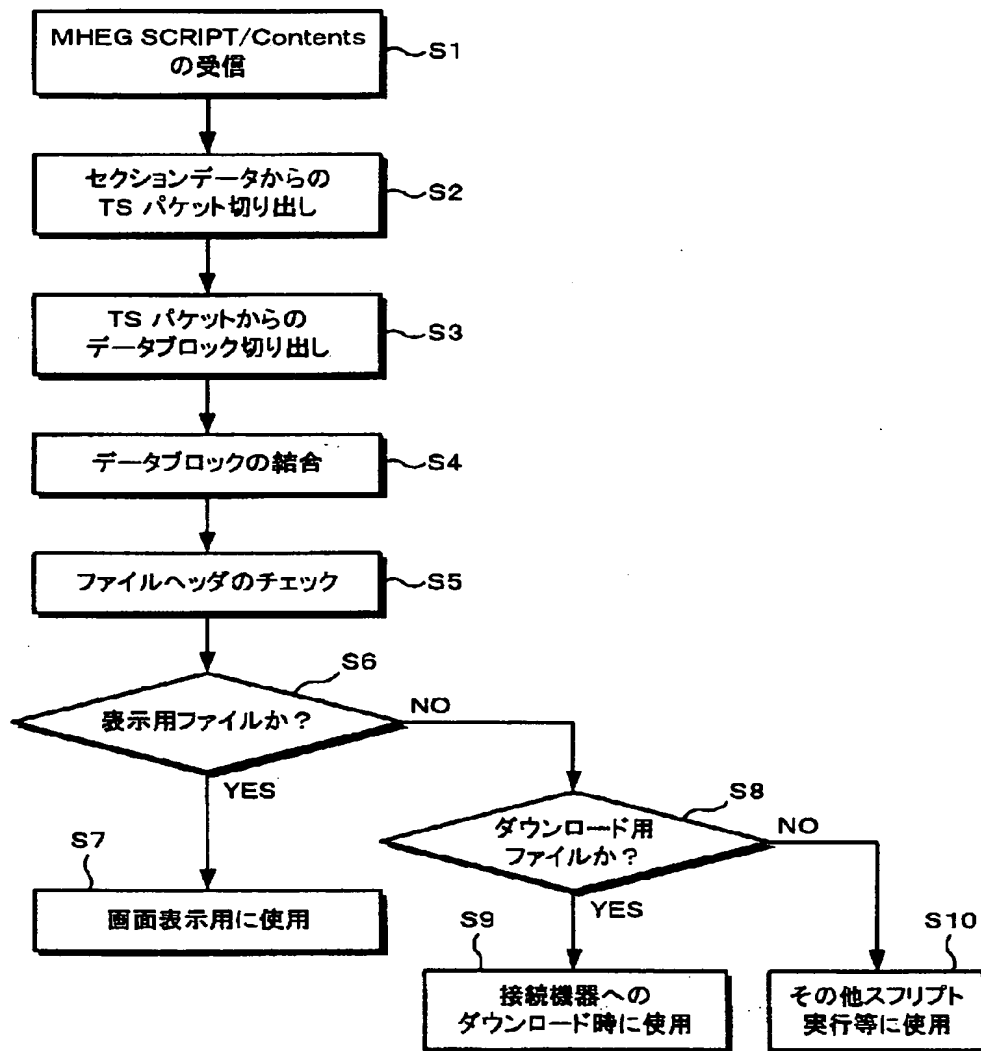 MHEG SCRIPT/Contents
の受信
S1
セクションデータからの
TS パケット切り出し
S2
TS パケットからの
データブロック切り出し
S3
データブロックの結合
S4
ファイルヘッダのチェック
S5
S6
表示用ファイルか?
NO
YES
S7
画面表示用に使用
S8
ダウンロード用
ファイルか?
NO
YES
S9
接続機器への
ダウンロード時に使用
S10
その他スフリプト
実行等に使用